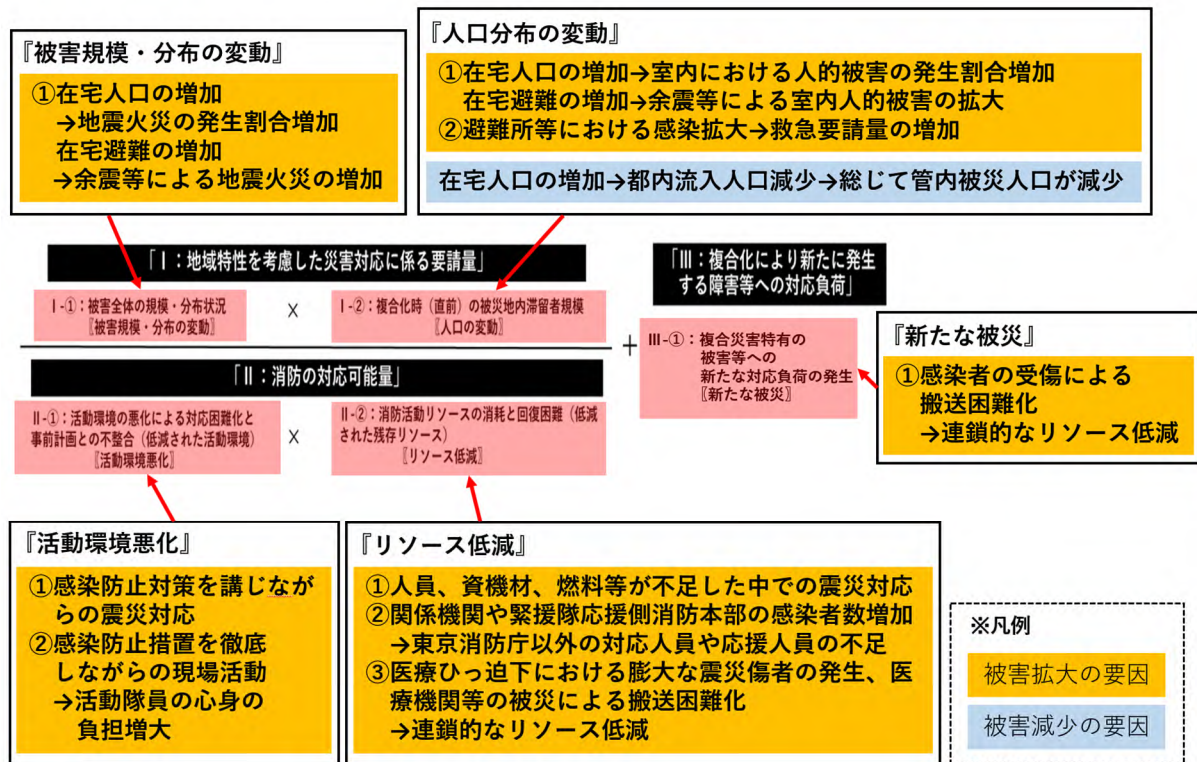 『被害規模・分布の変動』
①在宅人口の増加
→地震火災の発生割合増加
在宅避難の増加
→余震等による地震火災の増加
『人口分布の変動』
①在宅人口の増加→室内における人的被害の発生割合増加
在宅避難の増加→余震等による室内人的被害の拡大
②避難所等における感染拡大→救急要請量の増加
在宅人口の増加→都内流入人口減少→総じて管内被災人口が減少
「Ⅰ：地域特性を考慮した災害対応に係る要請量」
Ⅰ-①：被害全体の規模・分布状況
〖被害規模・分布の変動〗
×
Ⅰ-②：複合化時（直前）の被災地内滞留者規模
〖人口の変動〗
「Ⅱ：消防の対応可能量」
Ⅱ-①：活動環境の悪化による対応困難化と
事前計画との不整合（低減された活動環境）
〖活動環境悪化〗
×
Ⅱ-②：消防活動リソースの消耗と回復困難（低減
された残存リソース）
〖リソース低減〗
+
「Ⅲ：複合化により新たに発生
する障害等への対応負荷」
Ⅲ-①：複合災害特有の
被害等への
新たな対応負荷の発生
〖新たな被災〗
『新たな被災』
①感染者の受傷による
搬送困難化
→連鎖的なリソース低減
『活動環境悪化』
①感染防止対策を講じなが
らの震災対応
②感染防止措置を徹底
しながらの現場活動
→活動隊員の心身の
負担増大
『リソース低減』
①人員、資機材、燃料等が不足した中での震災対応
②関係機関や緊援隊応援側消防本部の感染者数増加
→東京消防庁以外の対応人員や応援人員の不足
③医療ひっ迫下における膨大な震災傷者の発生、医
療機関等の被災による搬送困難化
→連鎖的なリソース低減
※凡例
被害拡大の要因
被害減少の要因